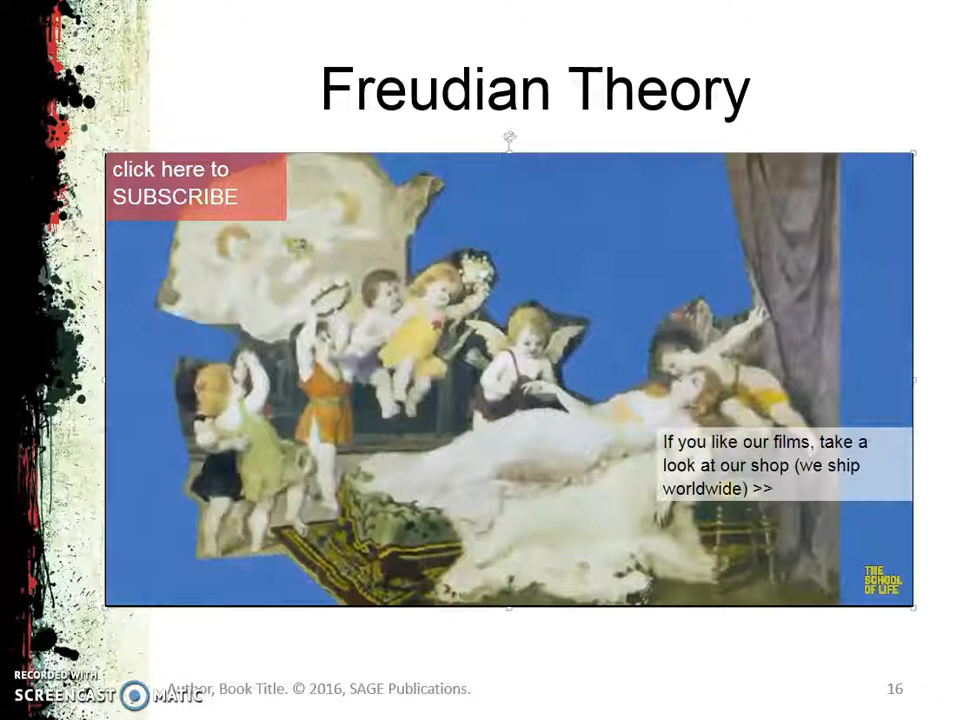 Freudian Theory
click here to
SUBSCRIBE
If you like our films, take a
look at our shop (we ship
worldwide) >>
THE
SCHOOL
OF LIFE
RECORDED WITH
SCREENCAST MATIC
Author, Book Title. © 2016, SAGE Publications.
16